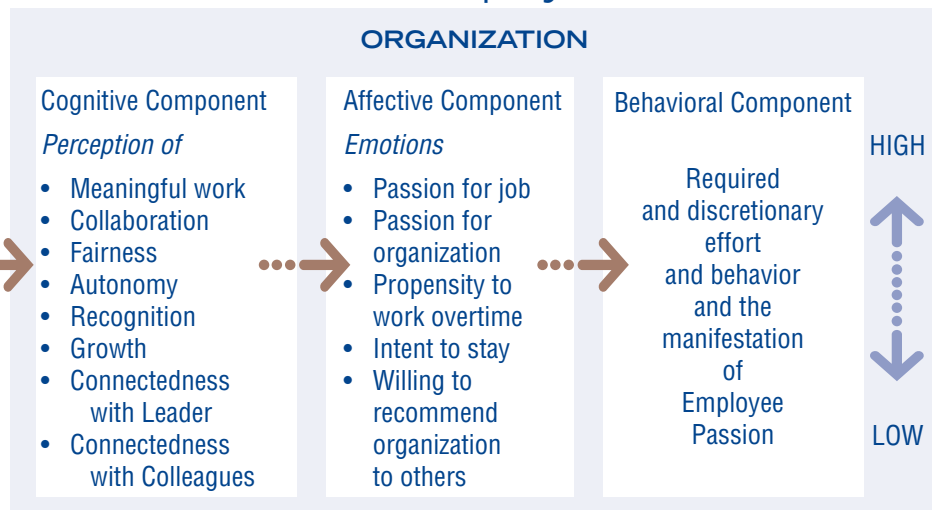 ORGANIZATION
Cognitive Component
Perception of
• Meaningful work
• Collaboration
• Fairness
• Autonomy
• Recognition
• Growth
• Connectedness
with Leader
• Connectedness
with Colleagues
Affective Component
Emotions
• Passion for job
• Passion for
organization
• Propensity to
work overtime
• Intent to stay
• Willing to
recommend
organization
to others
Behavioral Component
Required
and discretionary
effort
and behavior
and the
manifestation
of
Employee
Passion
HIGH
LOW